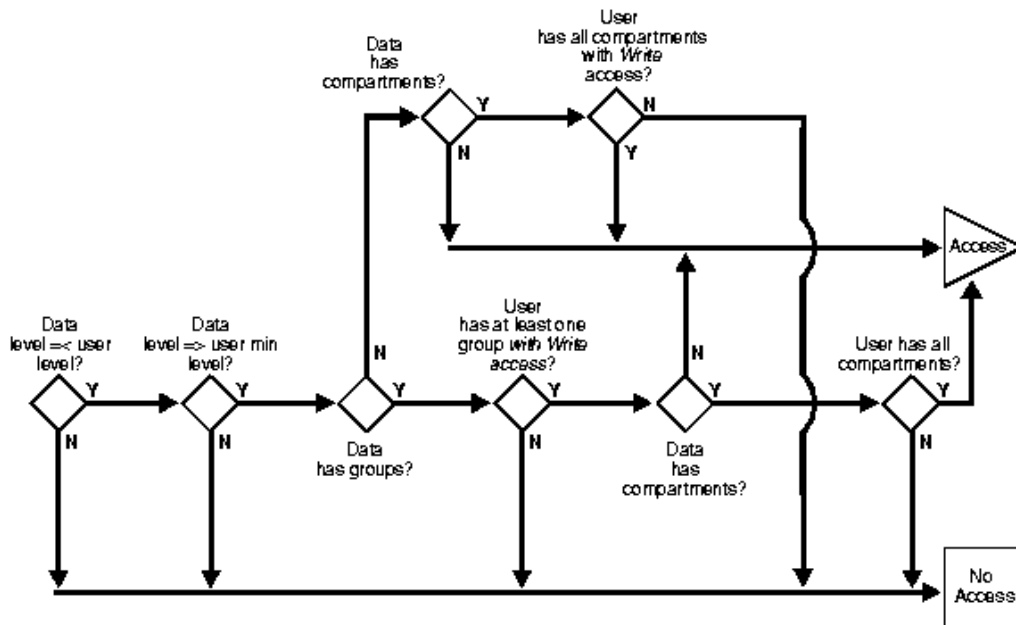 User
has all compartments
with Write
access?
Data
has
compartments?
Y
N
N
Y
Access
Data
level =< user
level?
Data
level => user min
level?
User
has at least one
group with Write
access?
User has all
compartments?
N
N
Y
Y
Y
Y
Y
Y
N
N
N
N
Data
has groups?
Data
has
compartments?
No
Access